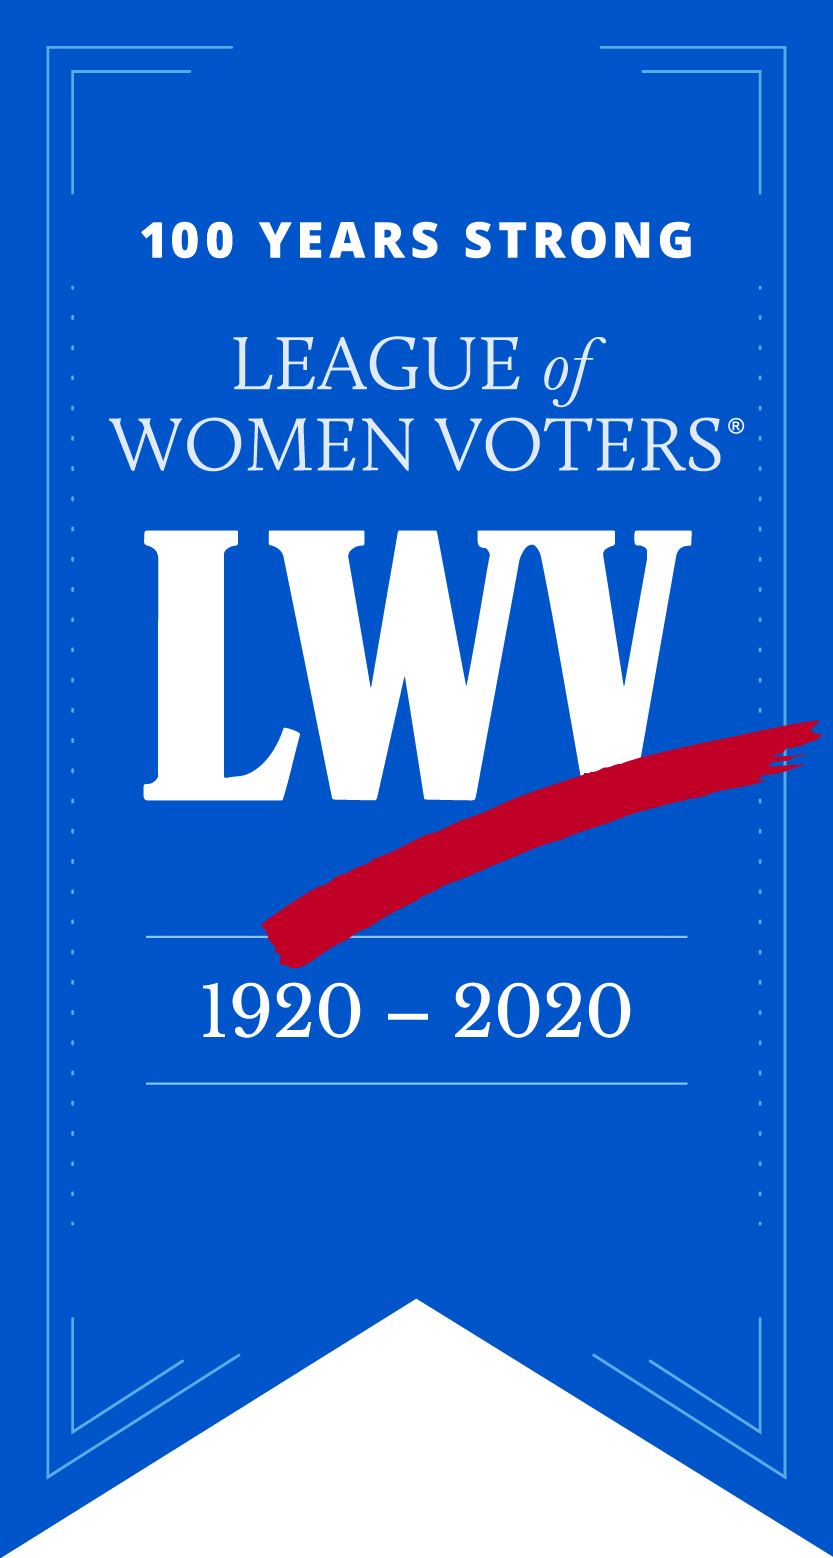 100 YEARS STRONG
LEAGUE of
WOMEN VOTERS®
LWV
1920 – 2020